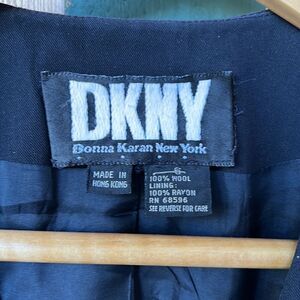 DKNY
Donna Karan New York
MADE IN
HONG KONG
6
100% WOOL
LINING:
100% RAYON
RN 68596
SEE REVERSE FOR CARE